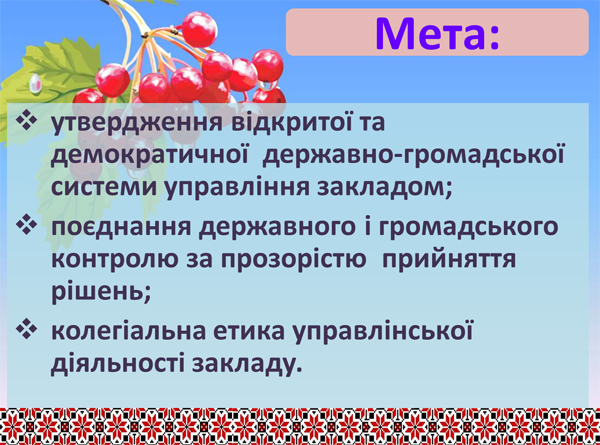 Мета:
❖ утвердження відкритої та
демократичної державно-громадської
системи управління закладом;
❖ поєднання державного і громадського
контролю за прозорістю прийняття
рішень;
❖ колегіальна етика управлінської
діяльності закладу.